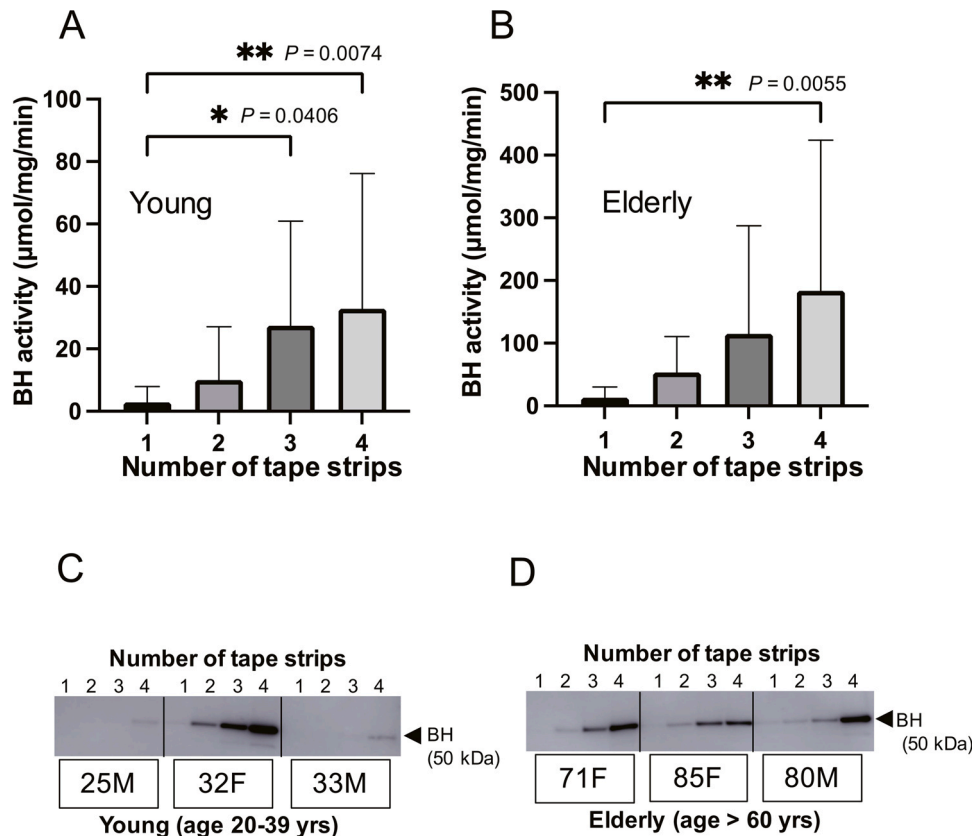 A
** P = 0.0074
* P = 0.0406
BH activity (µmol/mg/min)
100
80
60
40
20
0
Young
1 2 3 4
Number of tape strips
B
** P = 0.0055
BH activity (µmol/mg/min)
500
400
300
200
100
0
Elderly
1 2 3 4
Number of tape strips
C
Number of tape strips
1 2 3 4 1 2 3 4 1 2 3 4
BH
(50 kDa)
25M 32F 33M
Young (age 20-39 yrs)
D
Number of tape strips
1 2 3 4 1 2 3 4 1 2 3 4
BH
(50 kDa)
71F 85F 80M
Elderly (age > 60 yrs)